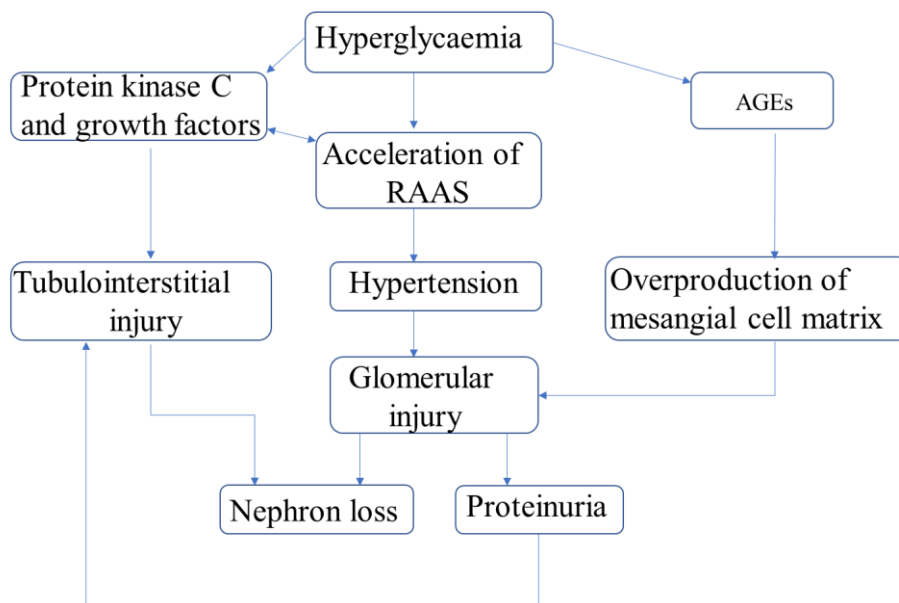 Hyperglycaemia
Protein kinase C
and growth factors
AGEs
Acceleration of
RAAS
Tubulointerstitial
injury
Hypertension
Overproduction of
mesangial cell matrix
Glomerular
injury
Nephron loss
Proteinuria